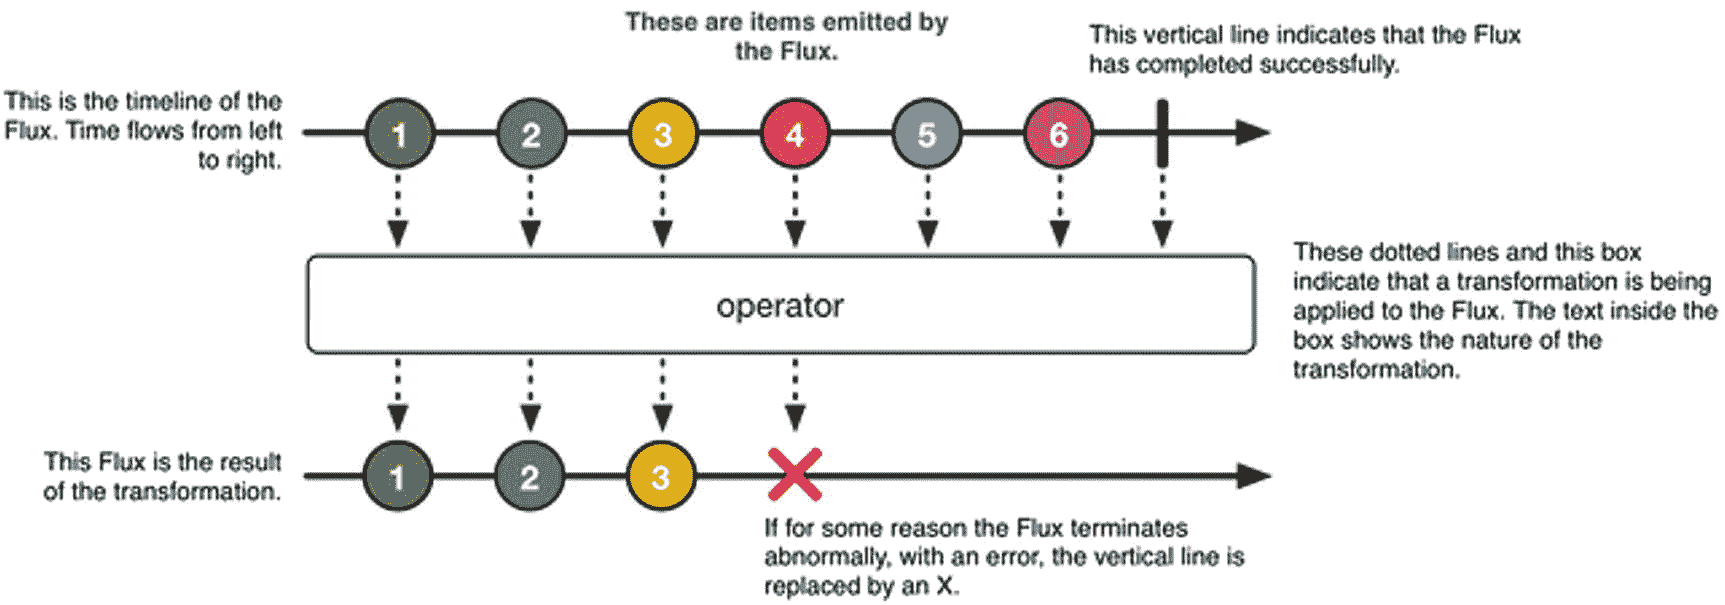 These are items emitted by
the Flux.
This vertical line indicates that the Flux
has completed successfully.
This is the timeline of the
Flux. Time flows from left
to right.
1 2 3 4 5 6
operator
These dotted lines and this box
indicate that a transformation is being
applied to the Flux. The text inside the
box shows the nature of the
transformation.
This Flux is the result
of the transformation.
1 2 3
If for some reason the Flux terminates
abnormally, with an error, the vertical line is
replaced by an X.